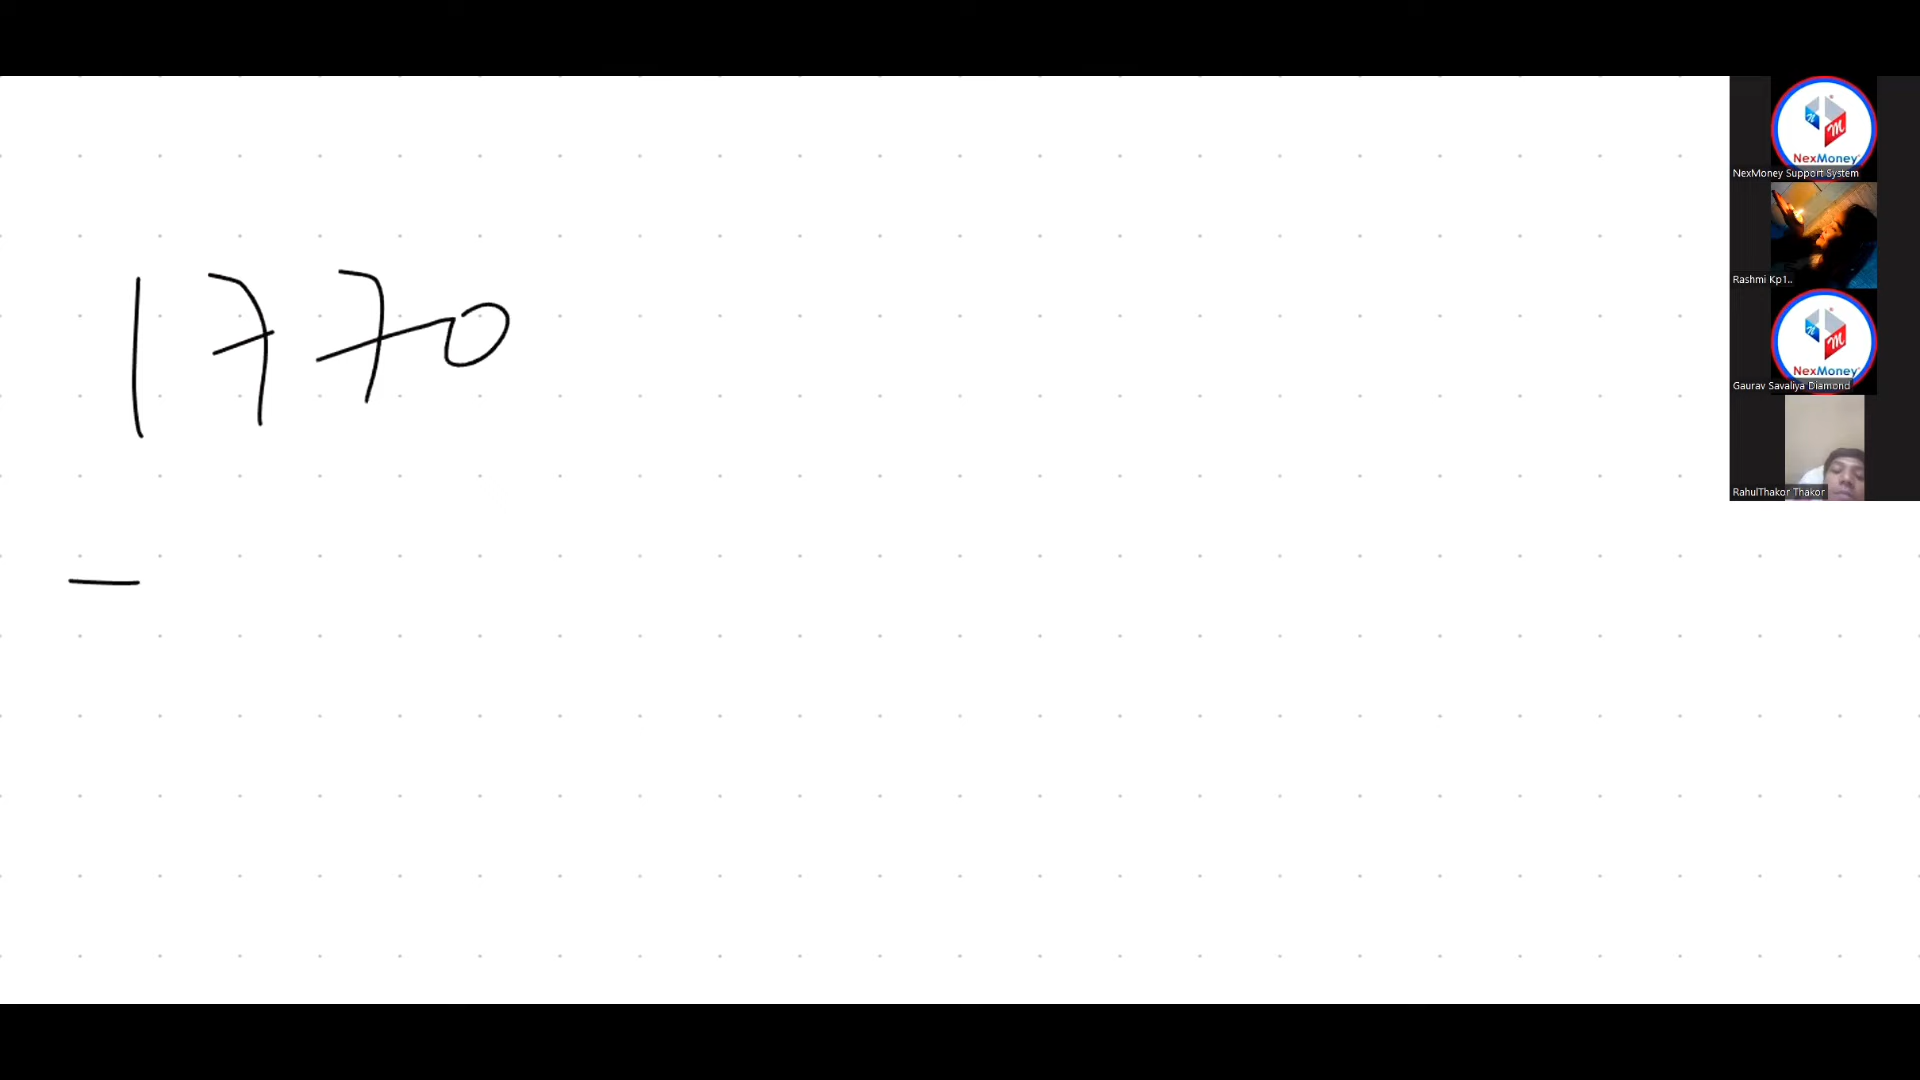 1770
—
NexMoney
NexMoney Support System
Rashmi Kp1..
NexMoney
Gaurav Savaliya Diamond
RahulThakor Thakor